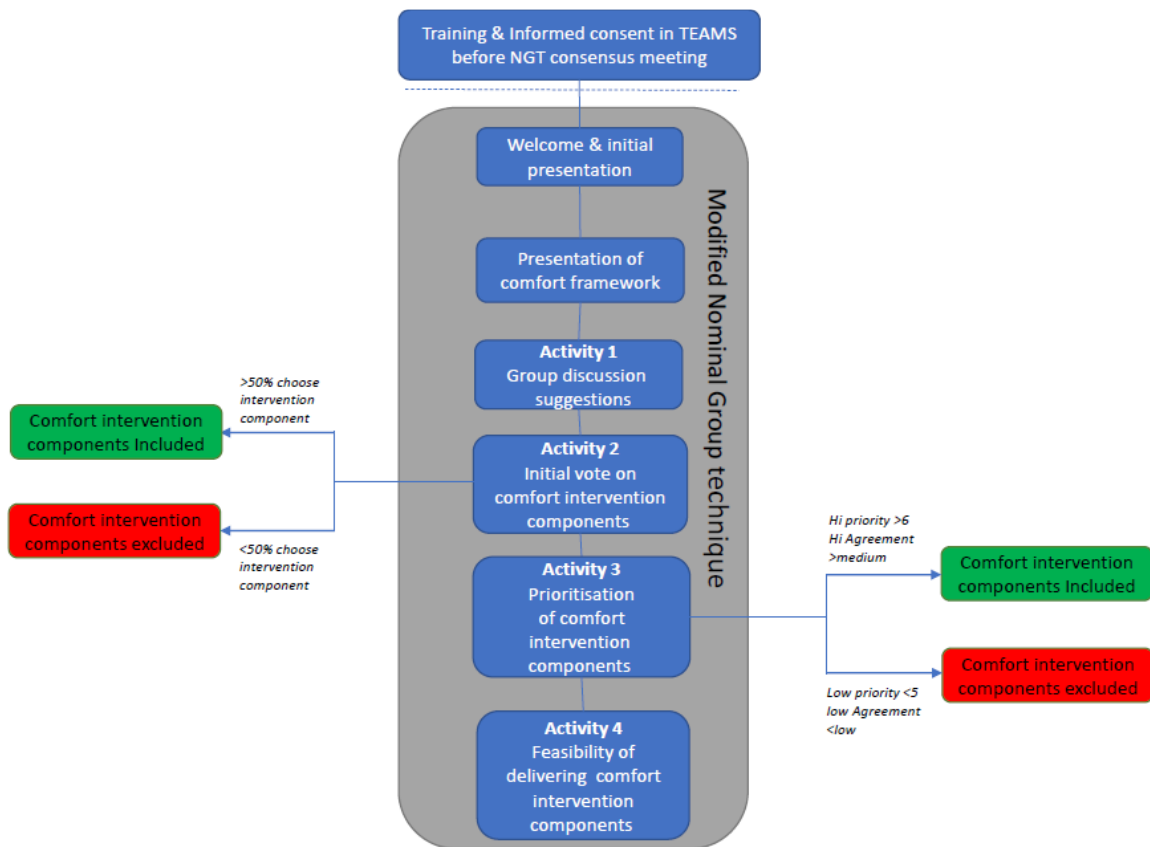 Training & Informed consent in TEAMS
before NGT consensus meeting
Welcome & initial
presentation
Modified Nominal Group technique
Presentation of
comfort framework
Activity 1
Group discussion
suggestions
>50% choose
intervention
component
Comfort intervention
components Included
Activity 2
Initial vote on
comfort intervention
components
Comfort intervention
components excluded
<50% choose
intervention
component
Hi priority >6
Hi Agreement
>medium
Activity 3
Prioritisation
of comfort
intervention
components
Comfort intervention
components Included
Comfort intervention
components excluded
Low priority <5
low Agreement
<low
Activity 4
Feasibility of
delivering comfort
intervention
components